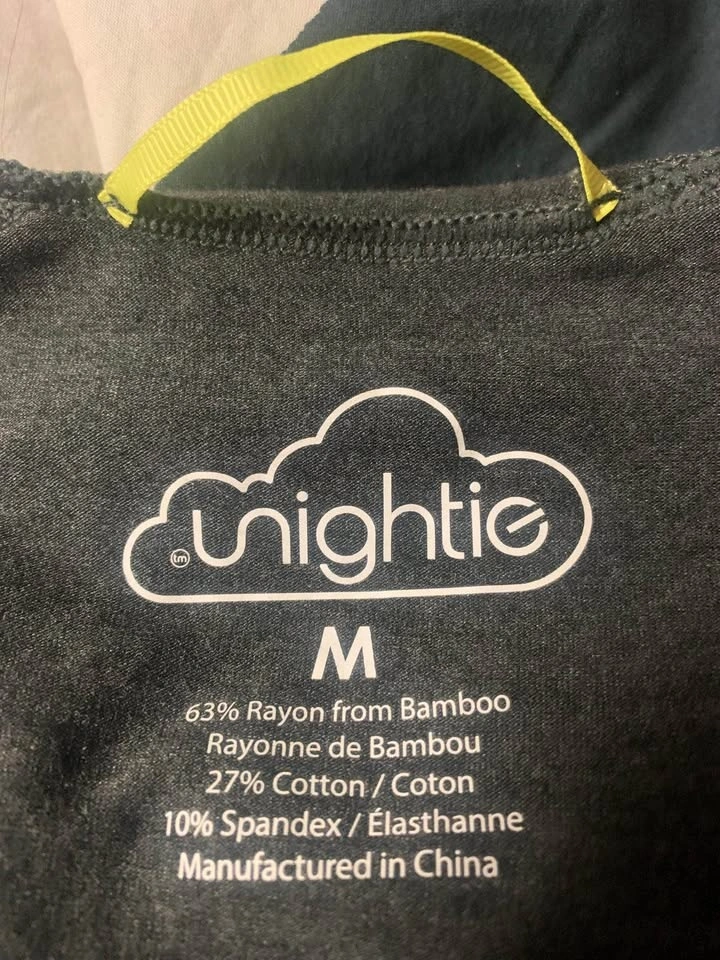 tm unightie
M
63% Rayon from Bamboo
Rayonne de Bambou
27% Cotton / Coton
10% Spandex / Élasthanne
Manufactured in China